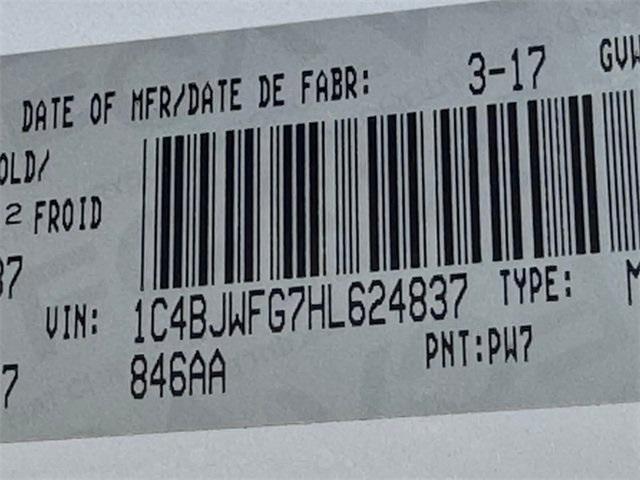 DATE OF MFR/DATE DE FABR: 3-17 GVW
OLD/
2 FROID
37
VIN: 1C4BJWFG7HL624837 TYPE: M
7 846AA PNT:PW7